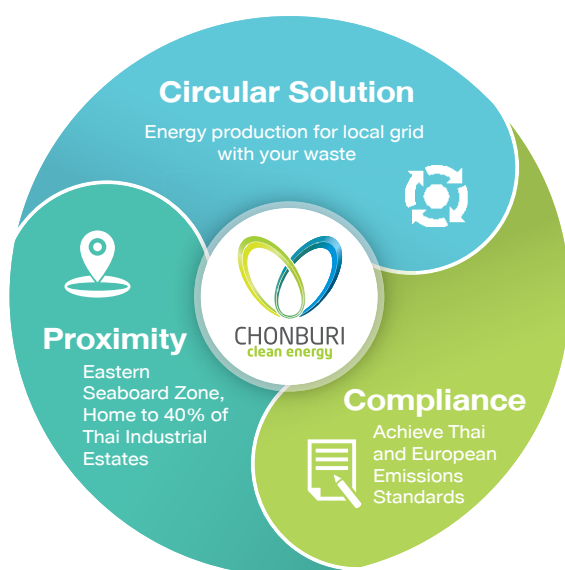 Circular Solution
Energy production for local grid
with your waste
Proximity
Eastern
Seaboard Zone,
Home to 40% of
Thai Industrial
Estates
CHONBURI
clean energy
Compliance
Achieve Thai
and European
Emissions
Standards